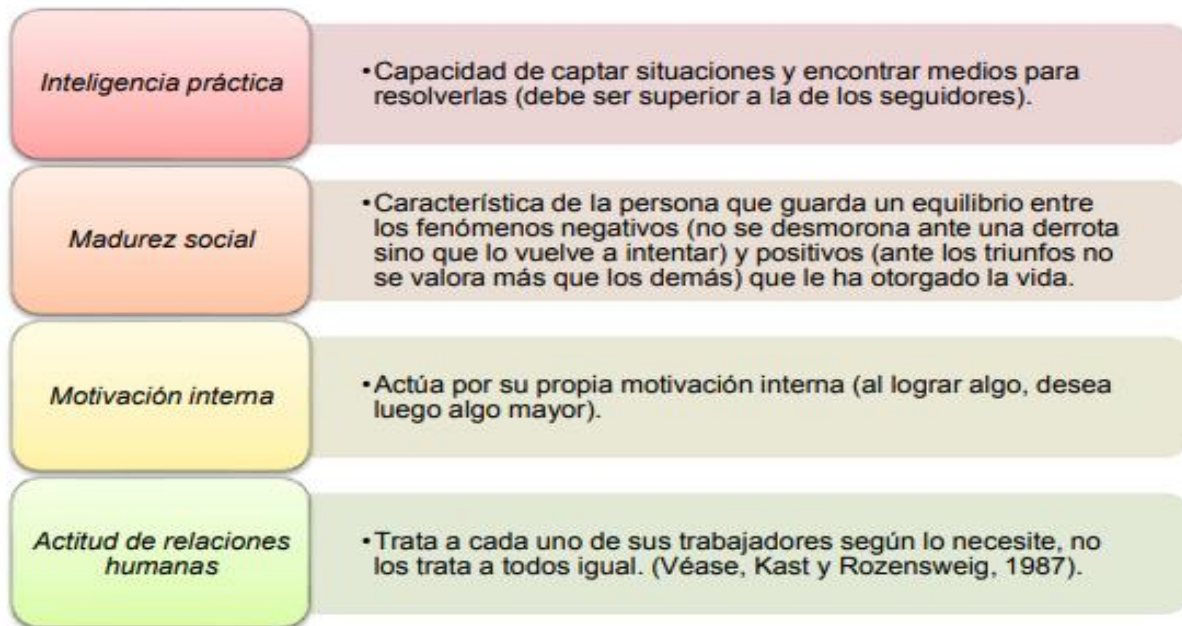 Inteligencia práctica
•Capacidad de captar situaciones y encontrar medios para
resolverlas (debe ser superior a la de los seguidores).
Madurez social
•Característica de la persona que guarda un equilibrio entre
los fenómenos negativos (no se desmorona ante una derrota
sino que lo vuelve a intentar) y positivos (ante los triunfos no
se valora más que los demás) que le ha otorgado la vida.
Motivación interna
•Actúa por su propia motivación interna (al lograr algo, desea
luego algo mayor).
Actitud de relaciones
humanas
•Trata a cada uno de sus trabajadores según lo necesite, no
los trata a todos igual. (Véase, Kast y Rozensweig, 1987).